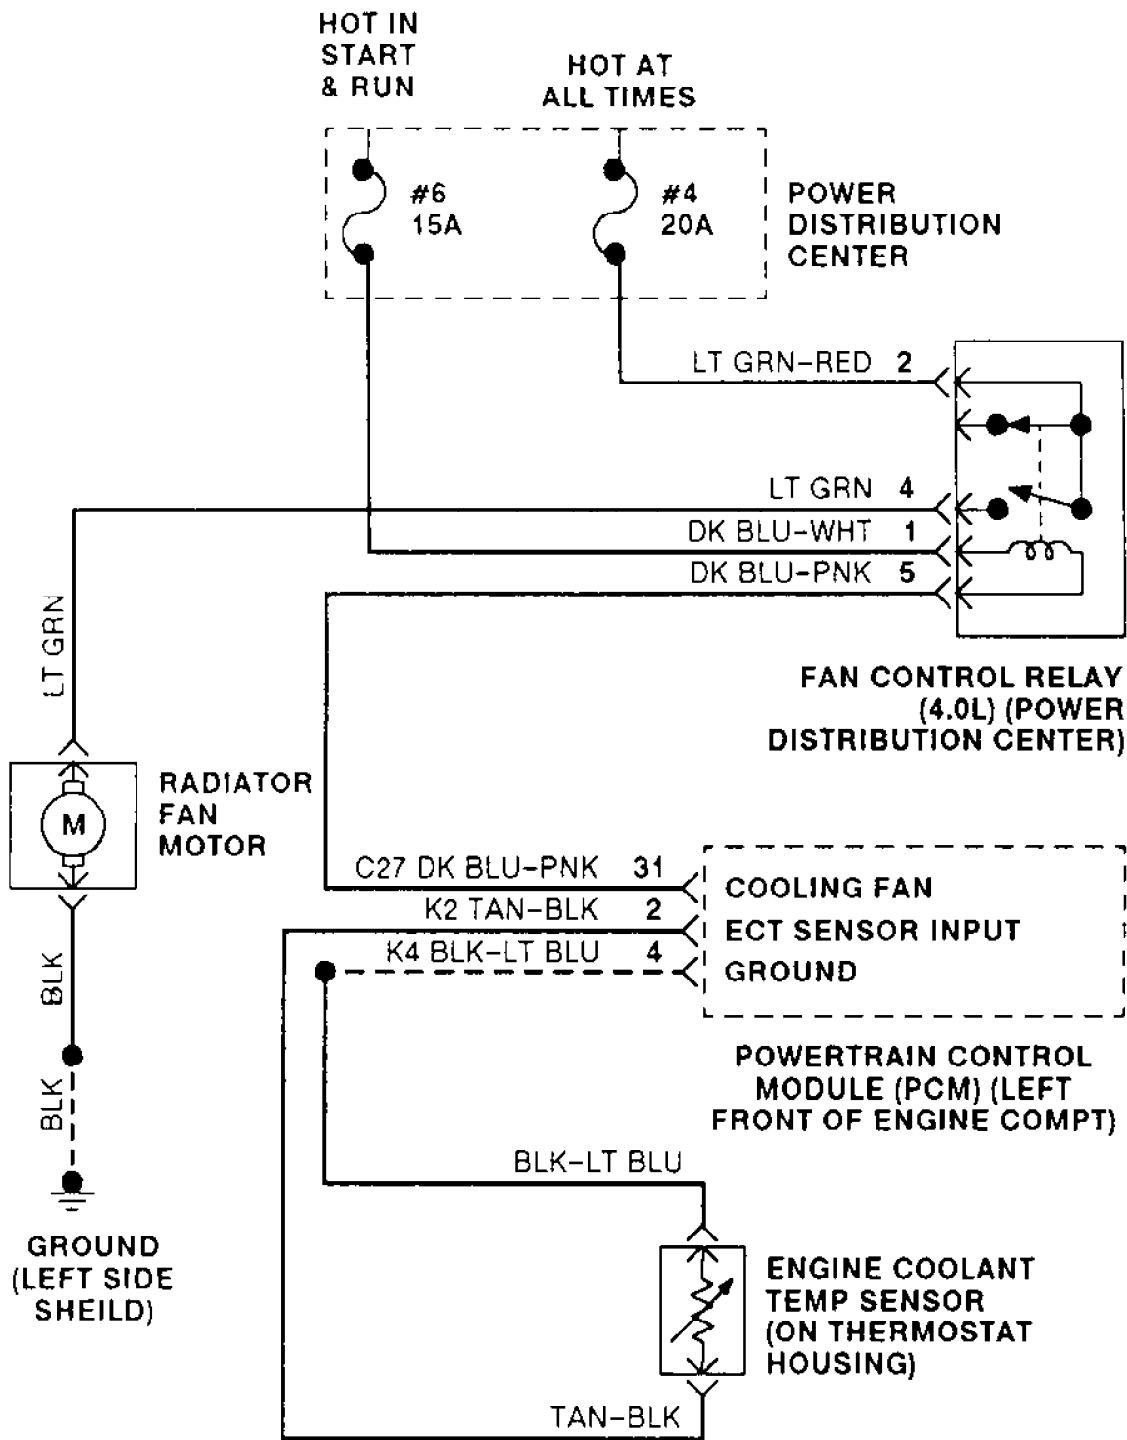 HOT IN
START
& RUN
HOT AT
ALL TIMES
#6
15A
#4
20A
POWER
DISTRIBUTION
CENTER
LT GRN-RED 2
LT GRN 4
DK BLU-WHT 1
DK BLU-PNK 5
FAN CONTROL RELAY
(4.0L) (POWER
DISTRIBUTION CENTER)
LT GRN
M
RADIATOR
FAN
MOTOR
C27 DK BLU-PNK 31
COOLING FAN
K2 TAN-BLK 2
ECT SENSOR INPUT
K4 BLK-LT BLU 4
GROUND
POWERTRAIN CONTROL
MODULE (PCM) (LEFT
FRONT OF ENGINE COMPT)
BLK
BLK
GROUND
(LEFT SIDE
SHEILD)
BLK-LT BLU
ENGINE COOLANT
TEMP SENSOR
(ON THERMOSTAT
HOUSING)
TAN-BLK